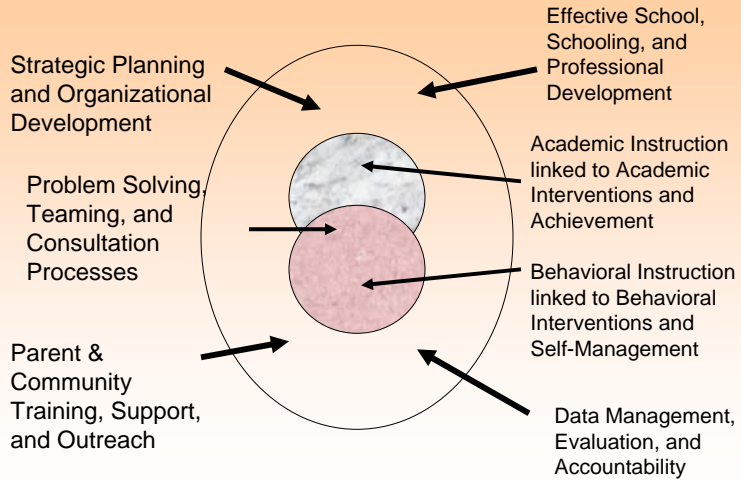 Strategic Planning
and Organizational
Development
Effective School,
Schooling, and
Professional
Development
Problem Solving,
Teaming, and
Consultation
Processes
Academic Instruction
linked to Academic
Interventions and
Achievement
Behavioral Instruction
linked to Behavioral
Interventions and
Self-Management
Parent &
Community
Training, Support,
and Outreach
Data Management,
Evaluation, and
Accountability